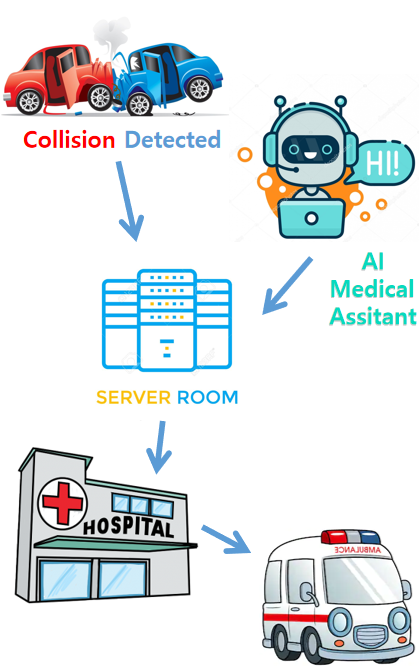 Collision Detected
HI!
AI
Medical
Assitant
SERVER ROOM
HOSPITAL
AMBULANCE